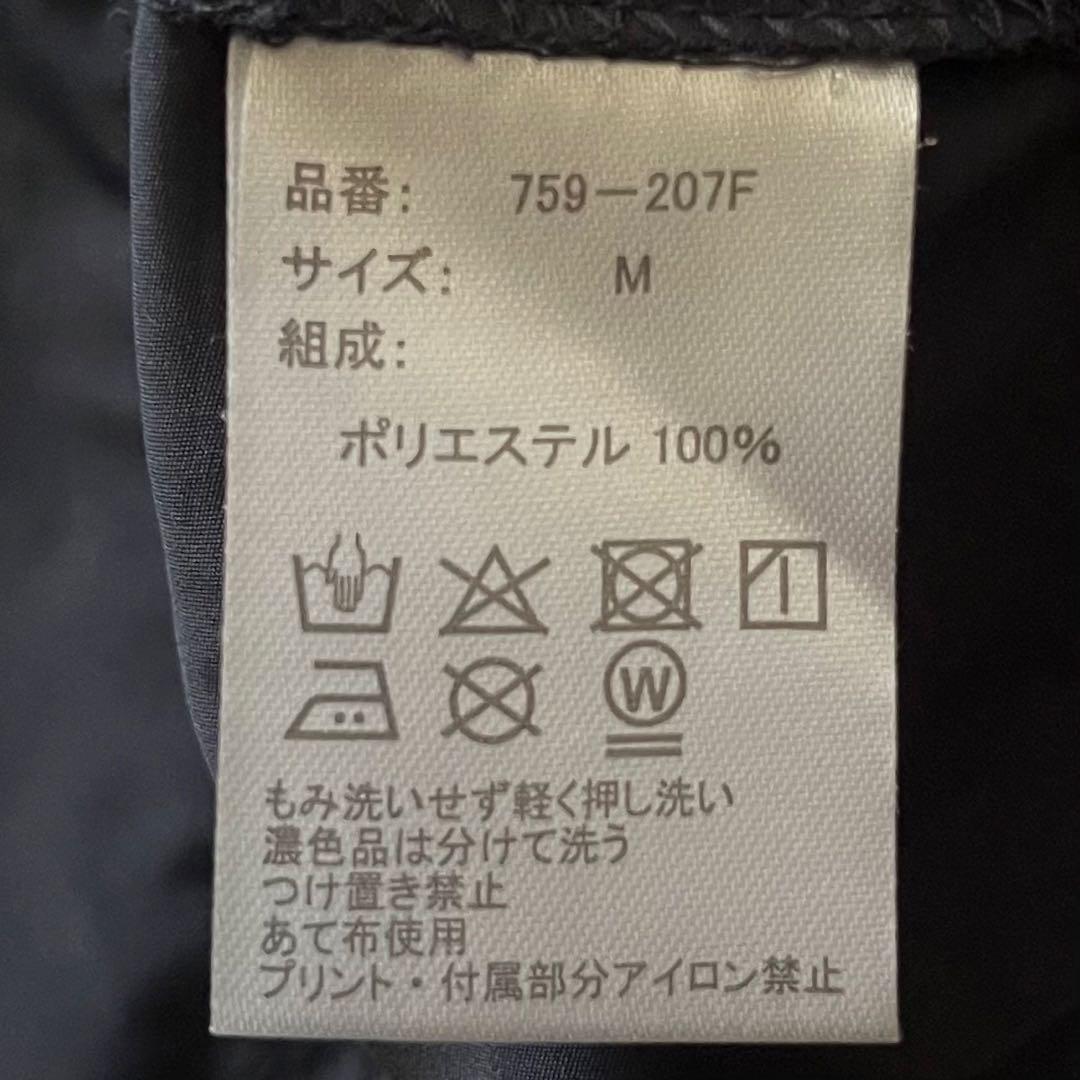 品番: 759-207F
サイズ: M
組成:
ポリエステル 100%
W
もみ洗いせず軽く押し洗い
濃色品は分けて洗う
つけ置き禁止
あて布使用
プリント・付属部分アイロン禁止